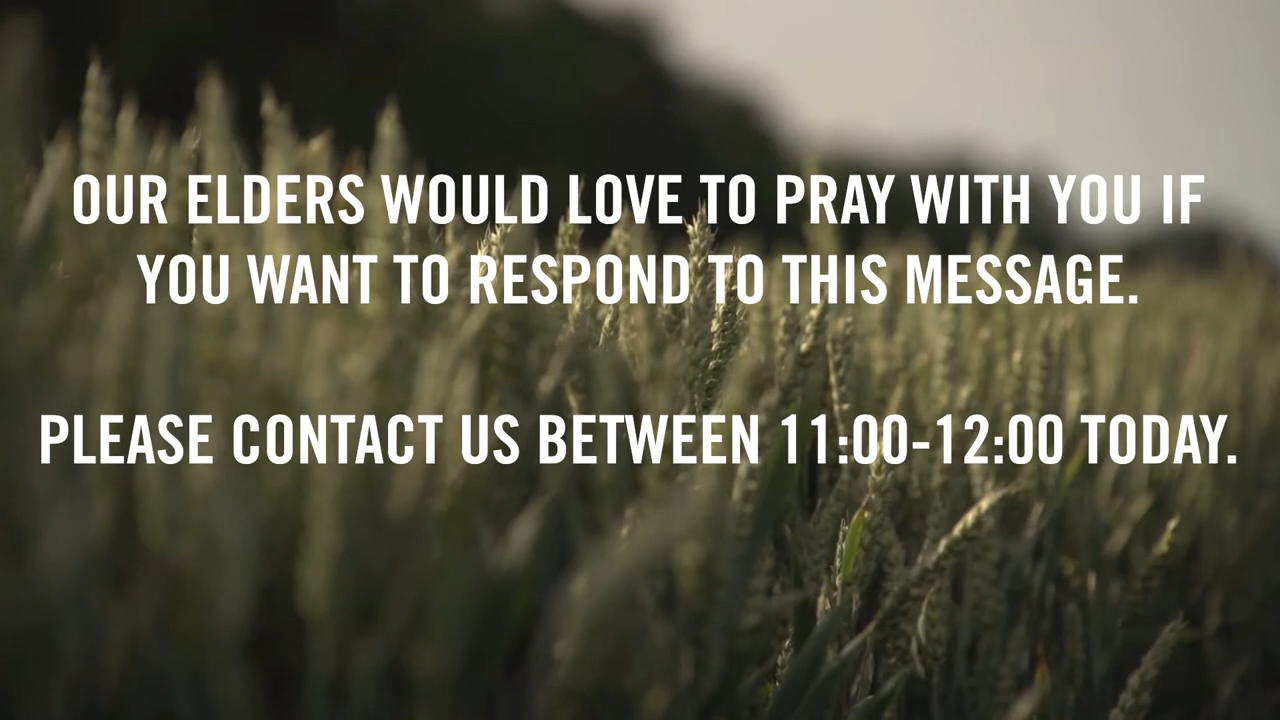 OUR ELDERS WOULD LOVE TO PRAY WITH YOU IF
YOU WANT TO RESPOND TO THIS MESSAGE.
PLEASE CONTACT US BETWEEN 11:00-12:00 TODAY.